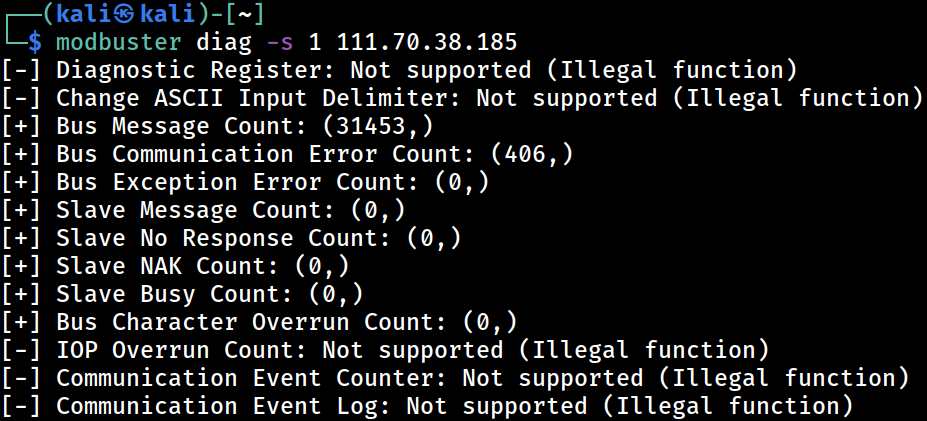 ┌──(kali㉿kali)-[~]
└─$ modbuster diag -s 1 111.70.38.185
[-] Diagnostic Register: Not supported (Illegal function)
[-] Change ASCII Input Delimiter: Not supported (Illegal function)
[+] Bus Message Count: (31453,)
[+] Bus Communication Error Count: (406,)
[+] Bus Exception Error Count: (0,)
[+] Slave Message Count: (0,)
[+] Slave No Response Count: (0,)
[+] Slave NAK Count: (0,)
[+] Slave Busy Count: (0,)
[+] Bus Character Overrun Count: (0,)
[-] IOP Overrun Count: Not supported (Illegal function)
[-] Communication Event Counter: Not supported (Illegal function)
[-] Communication Event Log: Not supported (Illegal function)